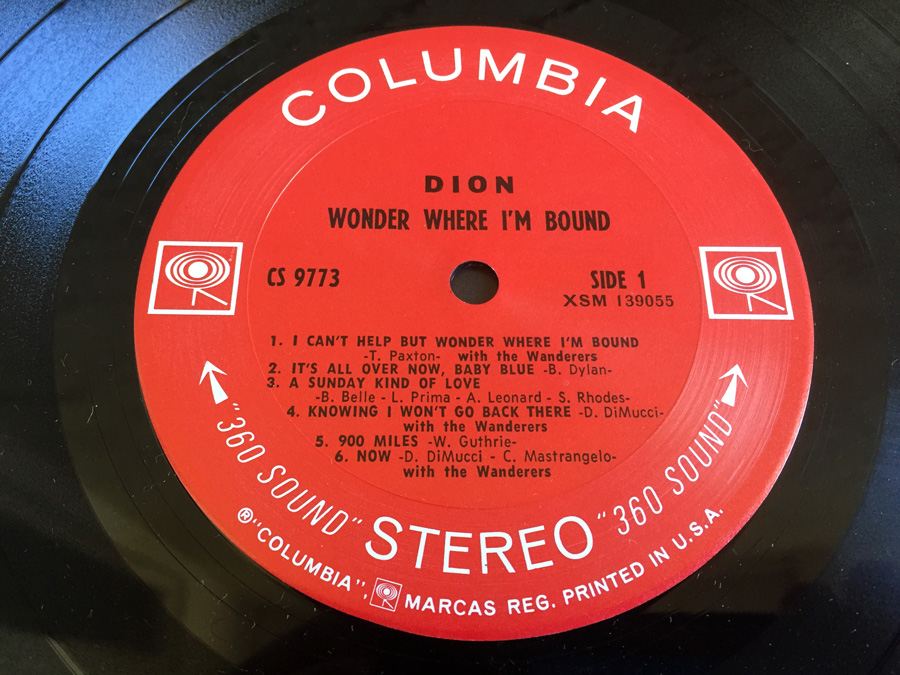 COLUMBIA
DION
WONDER WHERE I'M BOUND
CS 9773
SIDE 1
XSM 139055
1. I CAN'T HELP BUT WONDER WHERE I'M BOUND
-T. Paxton- with the Wanderers
2. IT'S ALL OVER NOW, BABY BLUE -B. Dylan-
3. A SUNDAY KIND OF LOVE
-B. Belle - L. Prima - A. Leonard - S. Rhodes-
4. KNOWING I WON'T GO BACK THERE -D. DiMucci-
with the Wanderers
5. 900 MILES -W. Guthrie-
6. NOW -D. DiMucci - C. Mastrangelo-
with the Wanderers
"360 SOUND" STEREO "360 SOUND"
® "COLUMBIA", MARCAS REG. PRINTED IN U.S.A.